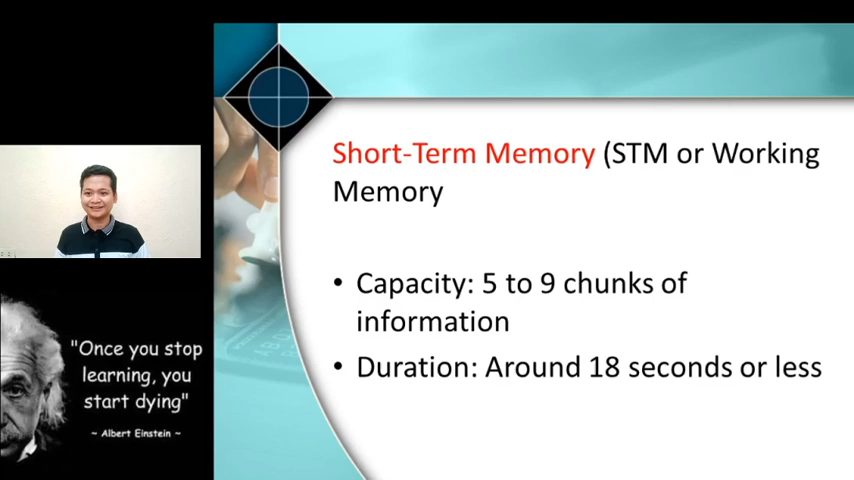 Short-Term Memory (STM or Working
Memory
• Capacity: 5 to 9 chunks of
information
• Duration: Around 18 seconds or less
"Once you stop
learning, you
start dying"
~ Albert Einstein ~